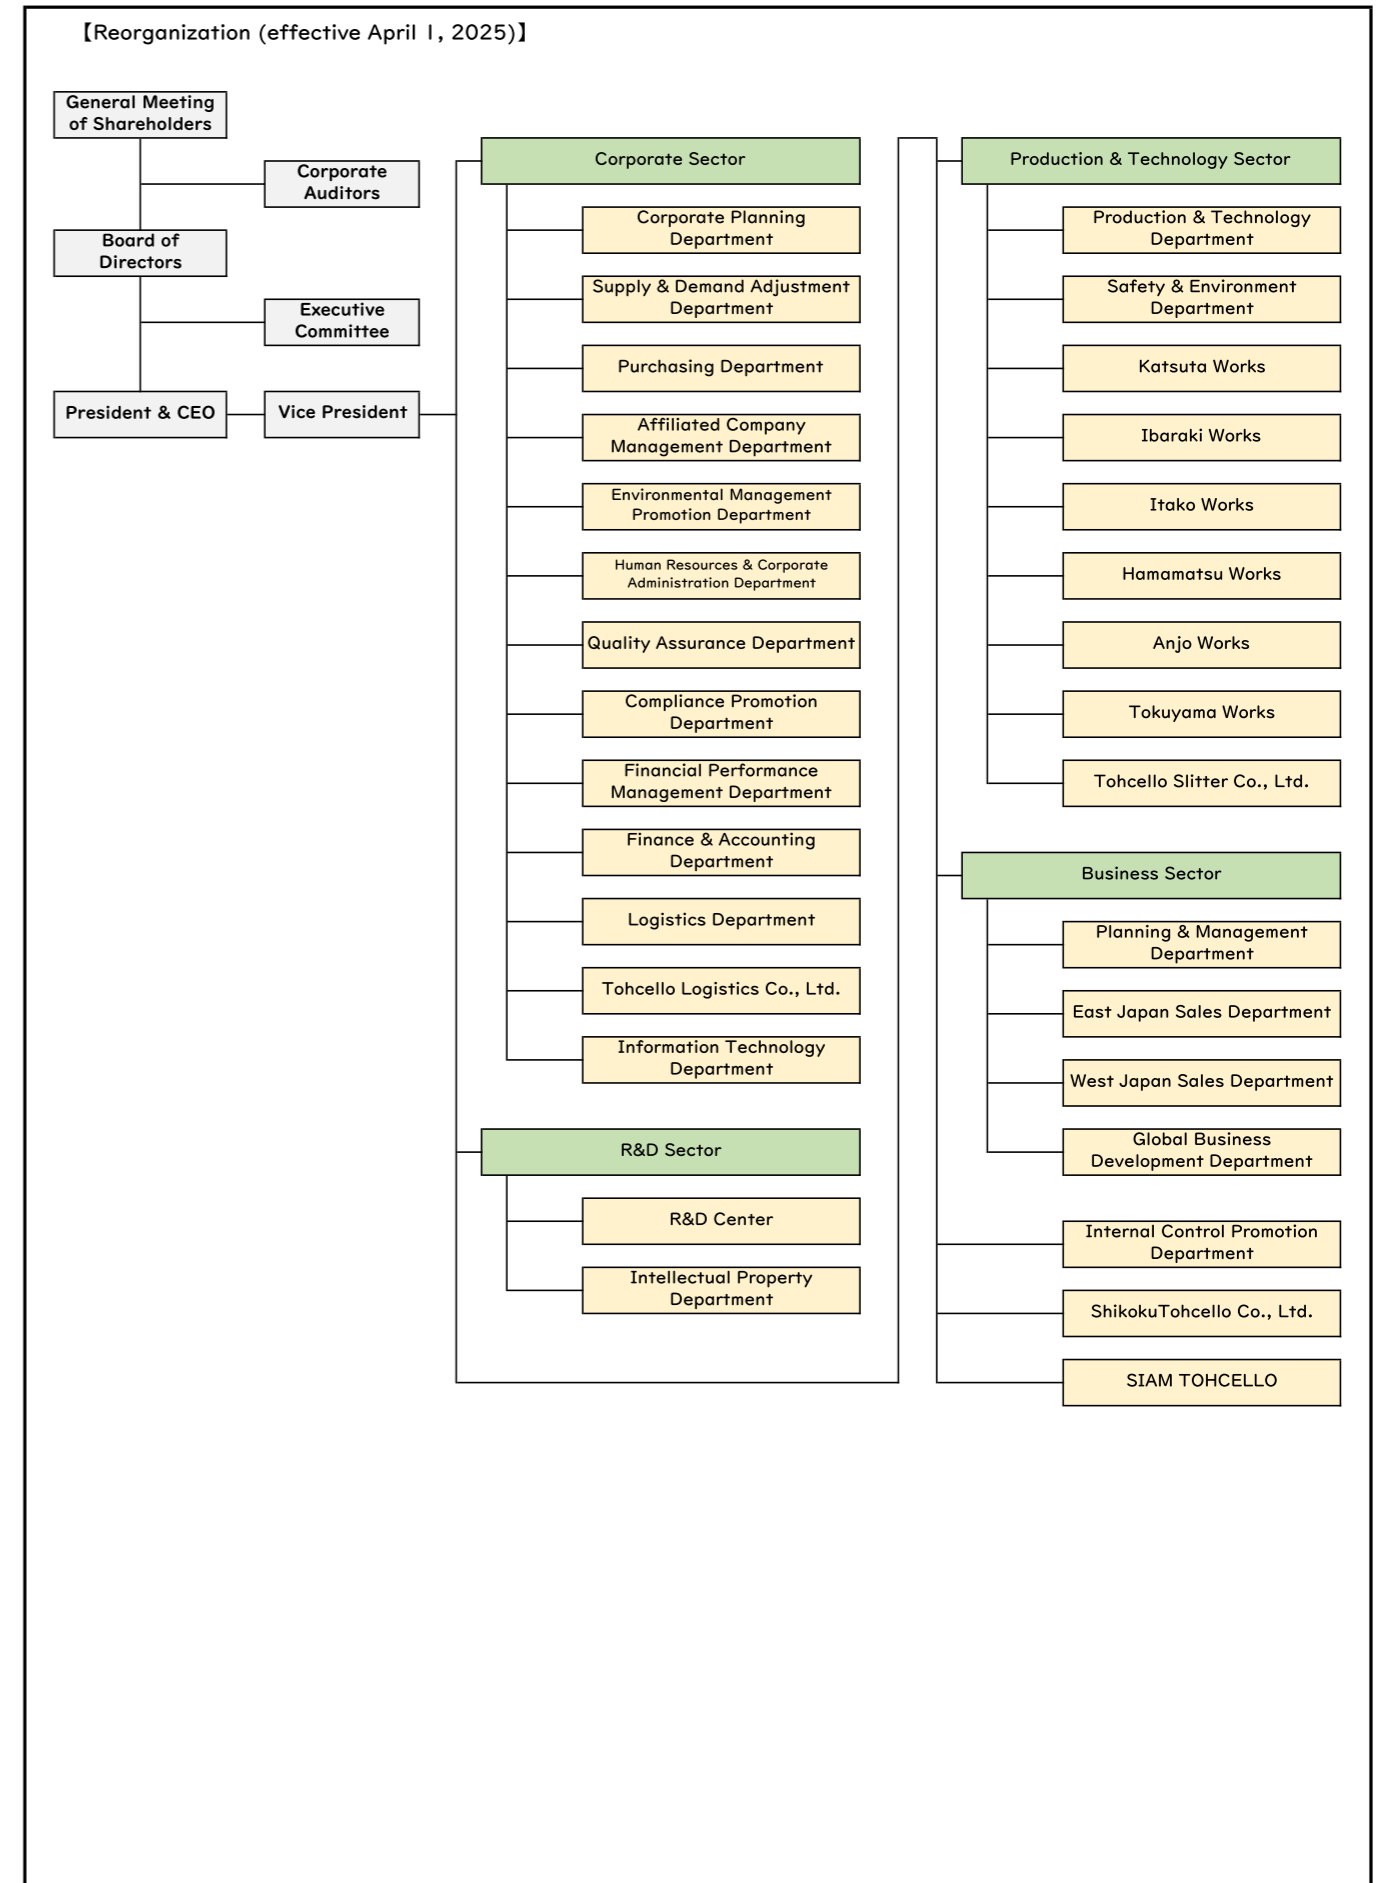 【Reorganization (effective April 1, 2025)】
General Meeting
of Shareholders
Corporate
Auditors
Board of
Directors
Executive
Committee
President & CEO
Vice President
Corporate Sector
Corporate Planning
Department
Supply & Demand Adjustment
Department
Purchasing Department
Affiliated Company
Management Department
Environmental Management
Promotion Department
Human Resources & Corporate
Administration Department
Quality Assurance Department
Compliance Promotion
Department
Financial Performance
Management Department
Finance & Accounting
Department
Logistics Department
Tohcello Logistics Co., Ltd.
Information Technology
Department
R&D Sector
R&D Center
Intellectual Property
Department
Production & Technology Sector
Production & Technology
Department
Safety & Environment
Department
Katsuta Works
Ibaraki Works
Itako Works
Hamamatsu Works
Anjo Works
Tokuyama Works
Tohcello Slitter Co., Ltd.
Business Sector
Planning & Management
Department
East Japan Sales Department
West Japan Sales Department
Global Business
Development Department
Internal Control Promotion
Department
ShikokuTohcello Co., Ltd.
SIAM TOHCELLO